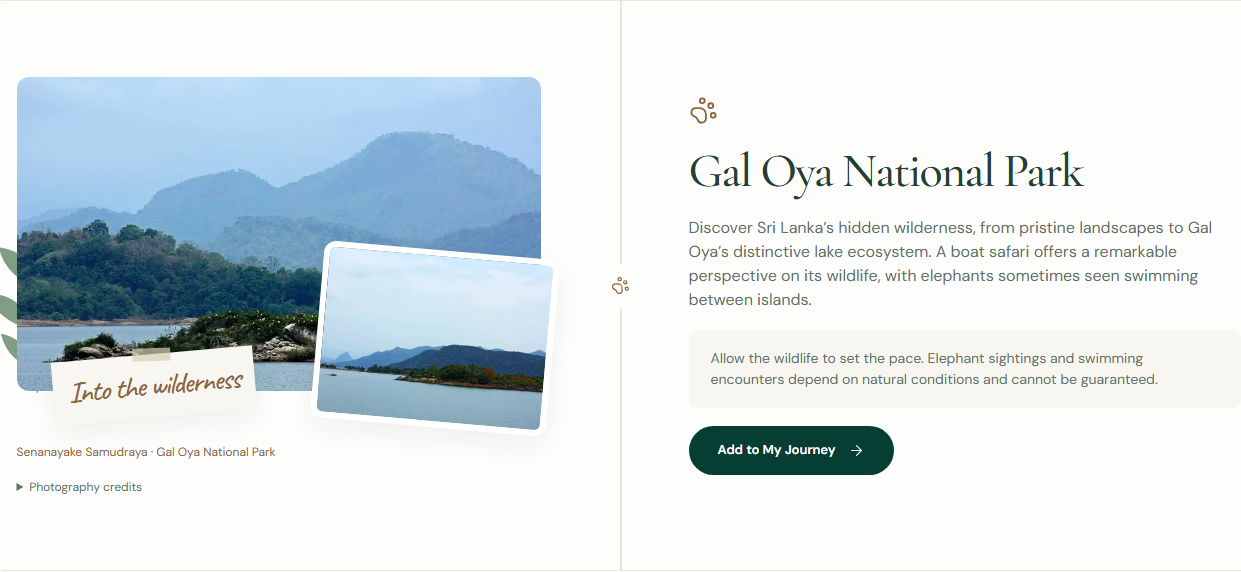 Into the wilderness
Senanayake Samudraya · Gal Oya National Park
Photography credits
Gal Oya National Park
Discover Sri Lanka’s hidden wilderness, from pristine landscapes to Gal
Oya’s distinctive lake ecosystem. A boat safari offers a remarkable
perspective on its wildlife, with elephants sometimes seen swimming
between islands.
Allow the wildlife to set the pace. Elephant sightings and swimming
encounters depend on natural conditions and cannot be guaranteed.
Add to My Journey